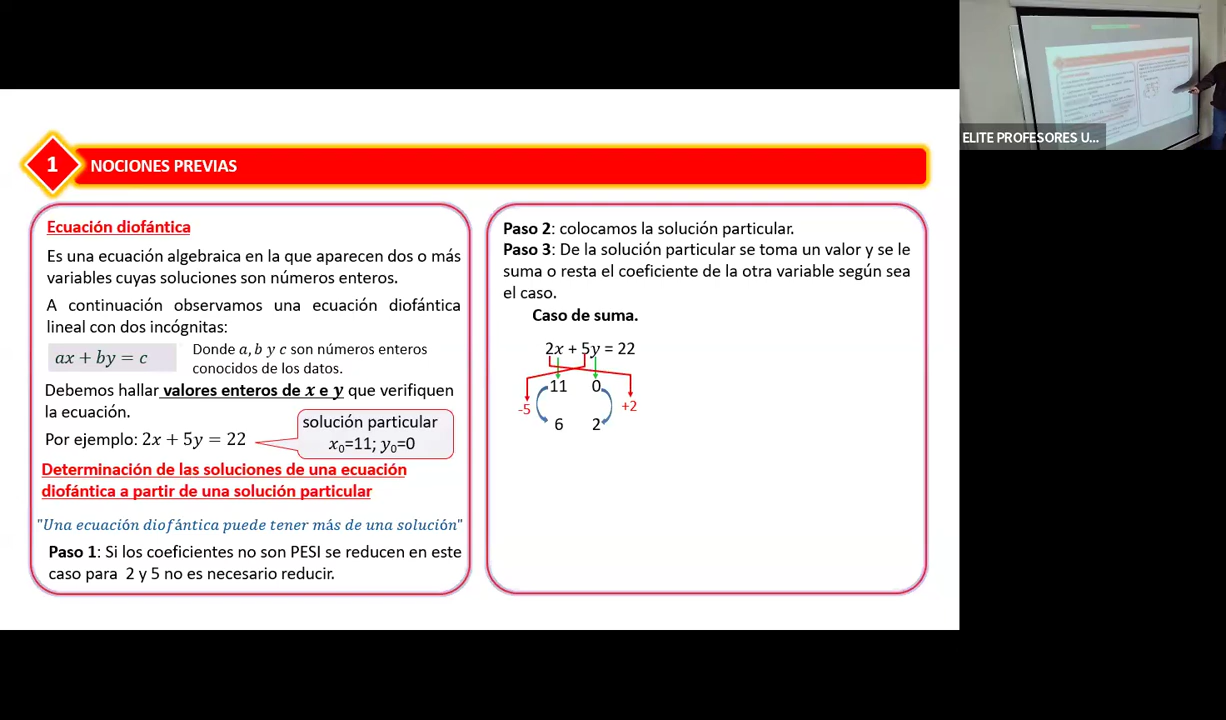 ELITE PROFESORES U...
1
NOCIONES PREVIAS
Ecuación diofántica
Es una ecuación algebraica en la que aparecen dos o más
variables cuyas soluciones son números enteros.
A continuación observamos una ecuación diofántica
lineal con dos incógnitas:
ax + by = c
Donde a, b y c son números enteros
conocidos de los datos.
Debemos hallar valores enteros de x e y que verifiquen
la ecuación.
Por ejemplo: 2x + 5y = 22
solución particular
x₀=11; y₀=0
Determinación de las soluciones de una ecuación
diofántica a partir de una solución particular
"Una ecuación diofántica puede tener más de una solución"
Paso 1: Si los coeficientes no son PESI se reducen en este
caso para 2 y 5 no es necesario reducir.
Paso 2: colocamos la solución particular.
Paso 3: De la solución particular se toma un valor y se le
suma o resta el coeficiente de la otra variable según sea
el caso.
Caso de suma.
2x + 5y = 22
11 0
-5 +2
6 2